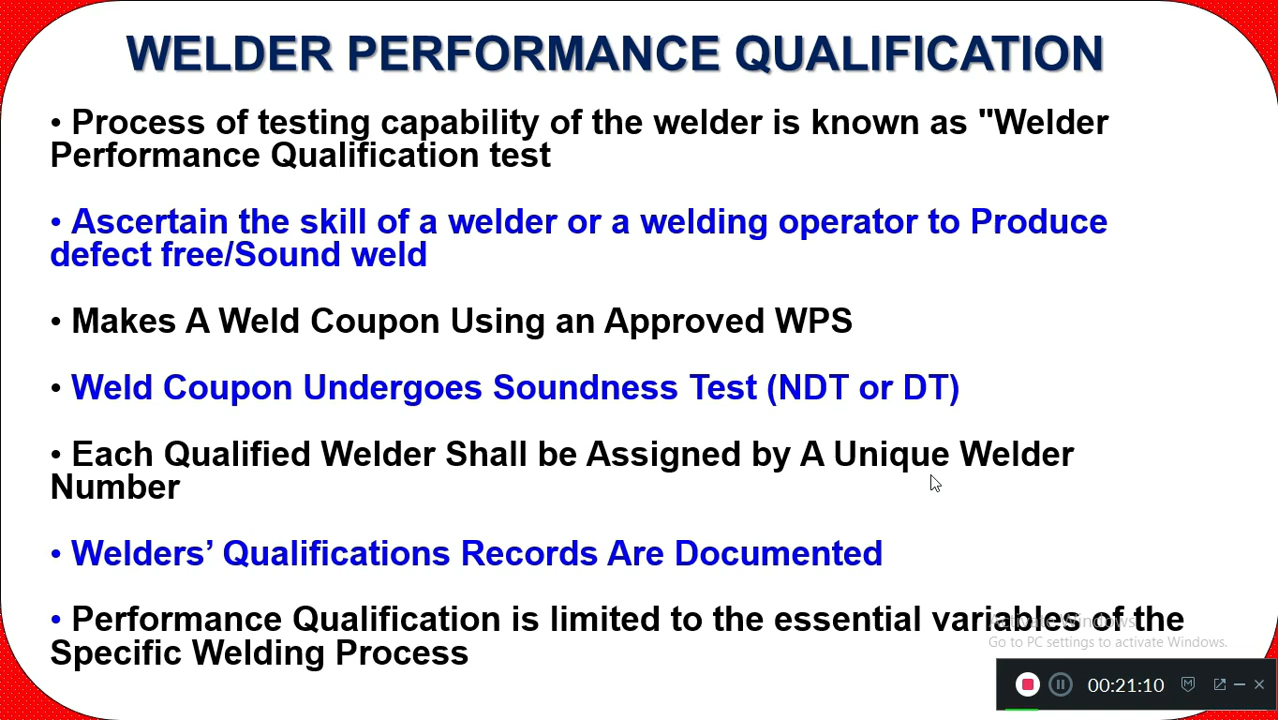 WELDER PERFORMANCE QUALIFICATION
• Process of testing capability of the welder is known as "Welder
Performance Qualification test
• Ascertain the skill of a welder or a welding operator to Produce
defect free/Sound weld
• Makes A Weld Coupon Using an Approved WPS
• Weld Coupon Undergoes Soundness Test (NDT or DT)
• Each Qualified Welder Shall be Assigned by A Unique Welder
Number
• Welders’ Qualifications Records Are Documented
• Performance Qualification is limited to the essential variables of the
Specific Welding Process
Activate Windows
Go to PC settings to activate Windows.
00:21:10